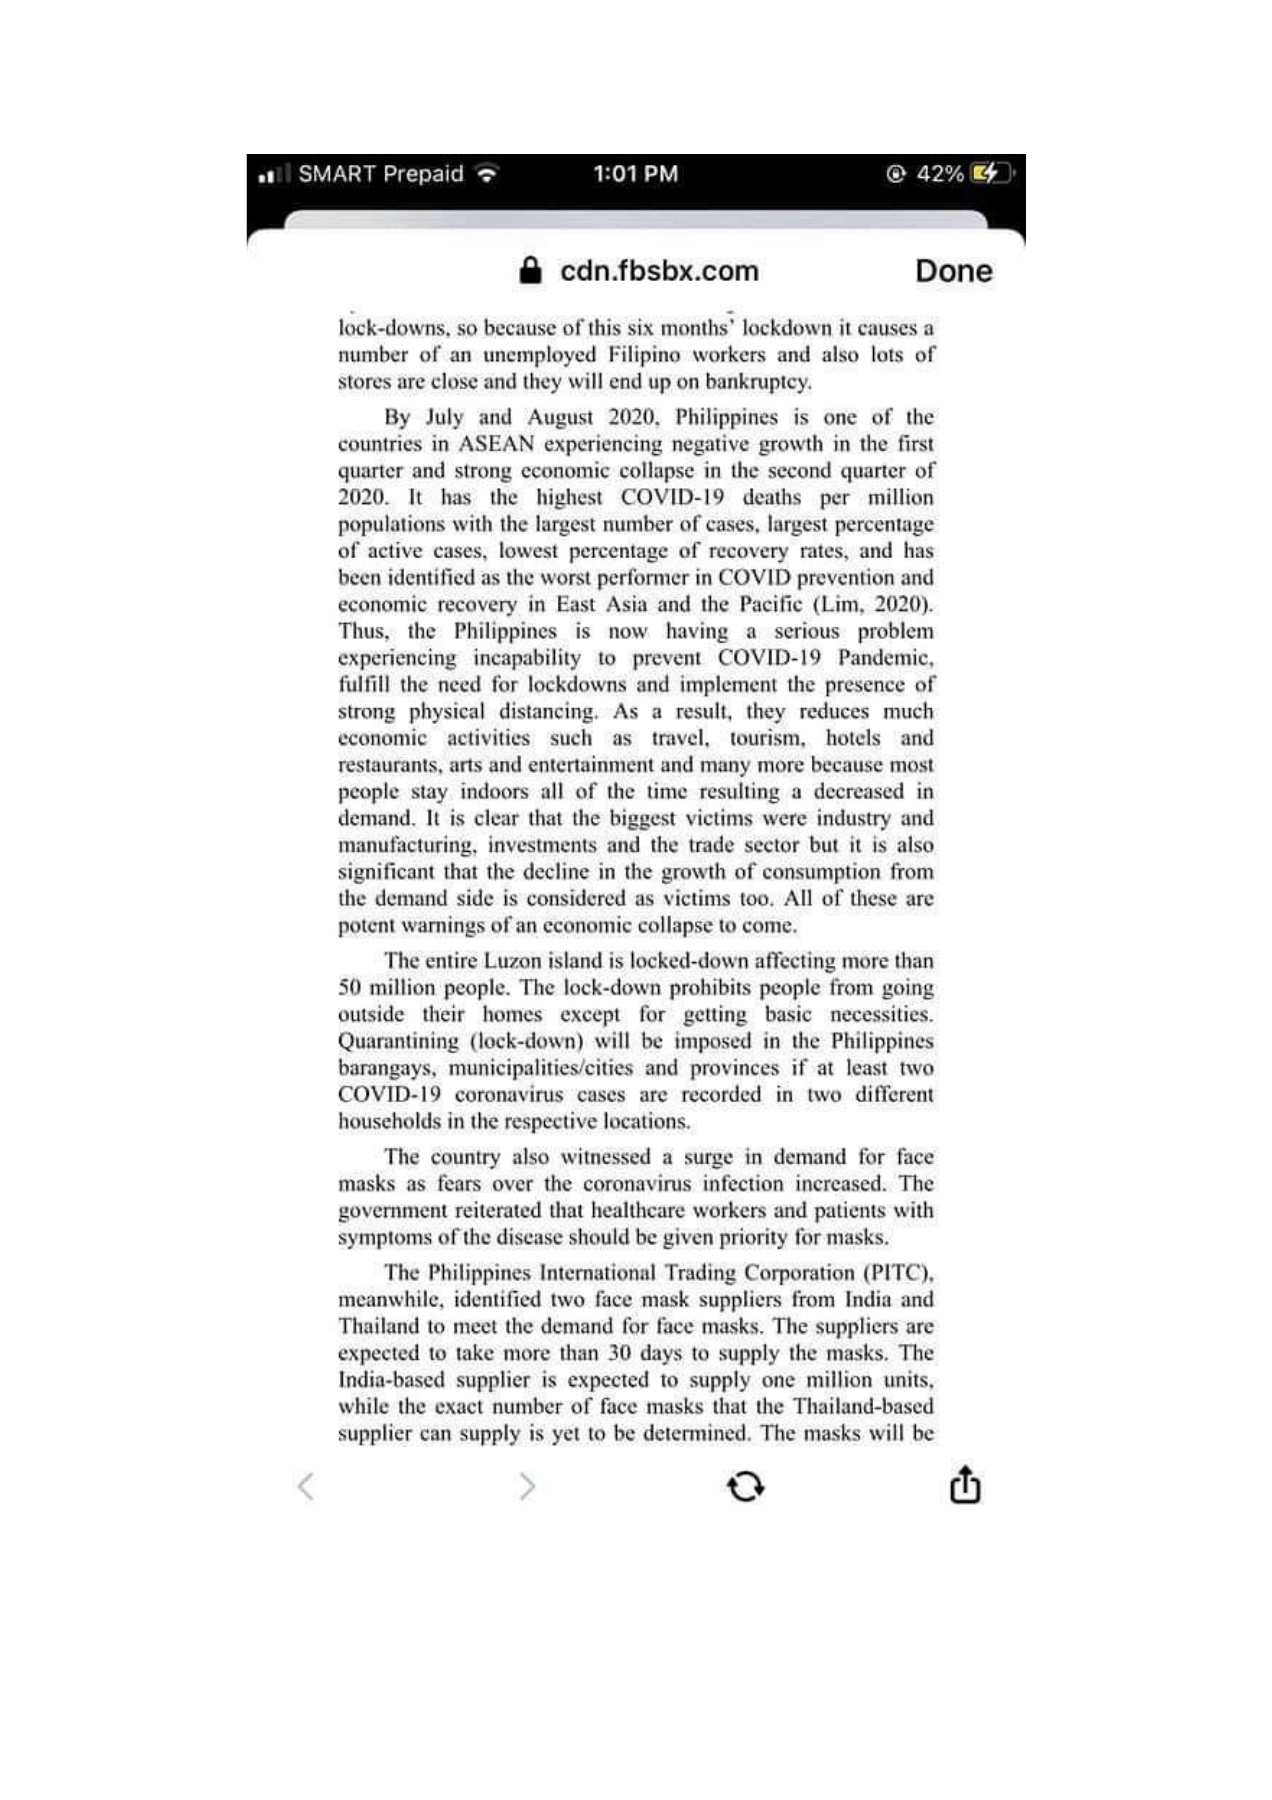 SMART Prepaid 1:01 PM 42%
cdn.fbsbx.com Done
lock-downs, so because of this six months' lockdown it causes a
number of an unemployed Filipino workers and also lots of
stores are close and they will end up on bankruptcy.
By July and August 2020, Philippines is one of the
countries in ASEAN experiencing negative growth in the first
quarter and strong economic collapse in the second quarter of
2020. It has the highest COVID-19 deaths per million
populations with the largest number of cases, largest percentage
of active cases, lowest percentage of recovery rates, and has
been identified as the worst performer in COVID prevention and
economic recovery in East Asia and the Pacific (Lim, 2020).
Thus, the Philippines is now having a serious problem
experiencing incapability to prevent COVID-19 Pandemic,
fulfill the need for lockdowns and implement the presence of
strong physical distancing. As a result, they reduces much
economic activities such as travel, tourism, hotels and
restaurants, arts and entertainment and many more because most
people stay indoors all of the time resulting a decreased in
demand. It is clear that the biggest victims were industry and
manufacturing, investments and the trade sector but it is also
significant that the decline in the growth of consumption from
the demand side is considered as victims too. All of these are
potent warnings of an economic collapse to come.
The entire Luzon island is locked-down affecting more than
50 million people. The lock-down prohibits people from going
outside their homes except for getting basic necessities.
Quarantining (lock-down) will be imposed in the Philippines
barangays, municipalities/cities and provinces if at least two
COVID-19 coronavirus cases are recorded in two different
households in the respective locations.
The country also witnessed a surge in demand for face
masks as fears over the coronavirus infection increased. The
government reiterated that healthcare workers and patients with
symptoms of the disease should be given priority for masks.
The Philippines International Trading Corporation (PITC),
meanwhile, identified two face mask suppliers from India and
Thailand to meet the demand for face masks. The suppliers are
expected to take more than 30 days to supply the masks. The
India-based supplier is expected to supply one million units,
while the exact number of face masks that the Thailand-based
supplier can supply is yet to be determined. The masks will be